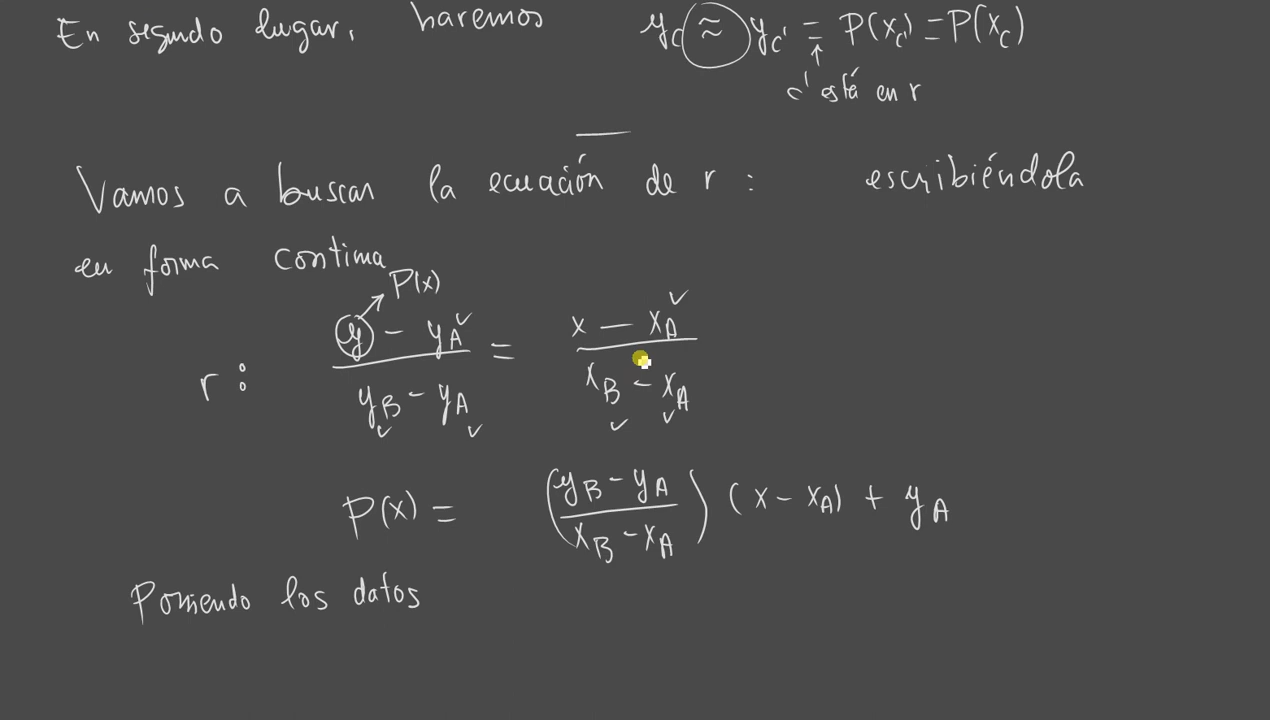 En segundo lugar, haremos y_C ≈ y_C' = P(x_C') = P(x_C)
↑
C' está en r
Vamos a buscar la ecuación de r : escribiéndola
en forma continua
P(x)
r : (y - y_A)/(y_B - y_A) = (x - x_A)/(x_B - x_A)
P(x) = ((y_B - y_A)/(x_B - x_A)) (x - x_A) + y_A
Poniendo los datos